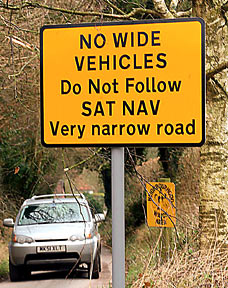 NO WIDE
VEHICLES
Do Not Follow
SAT NAV
Very narrow road